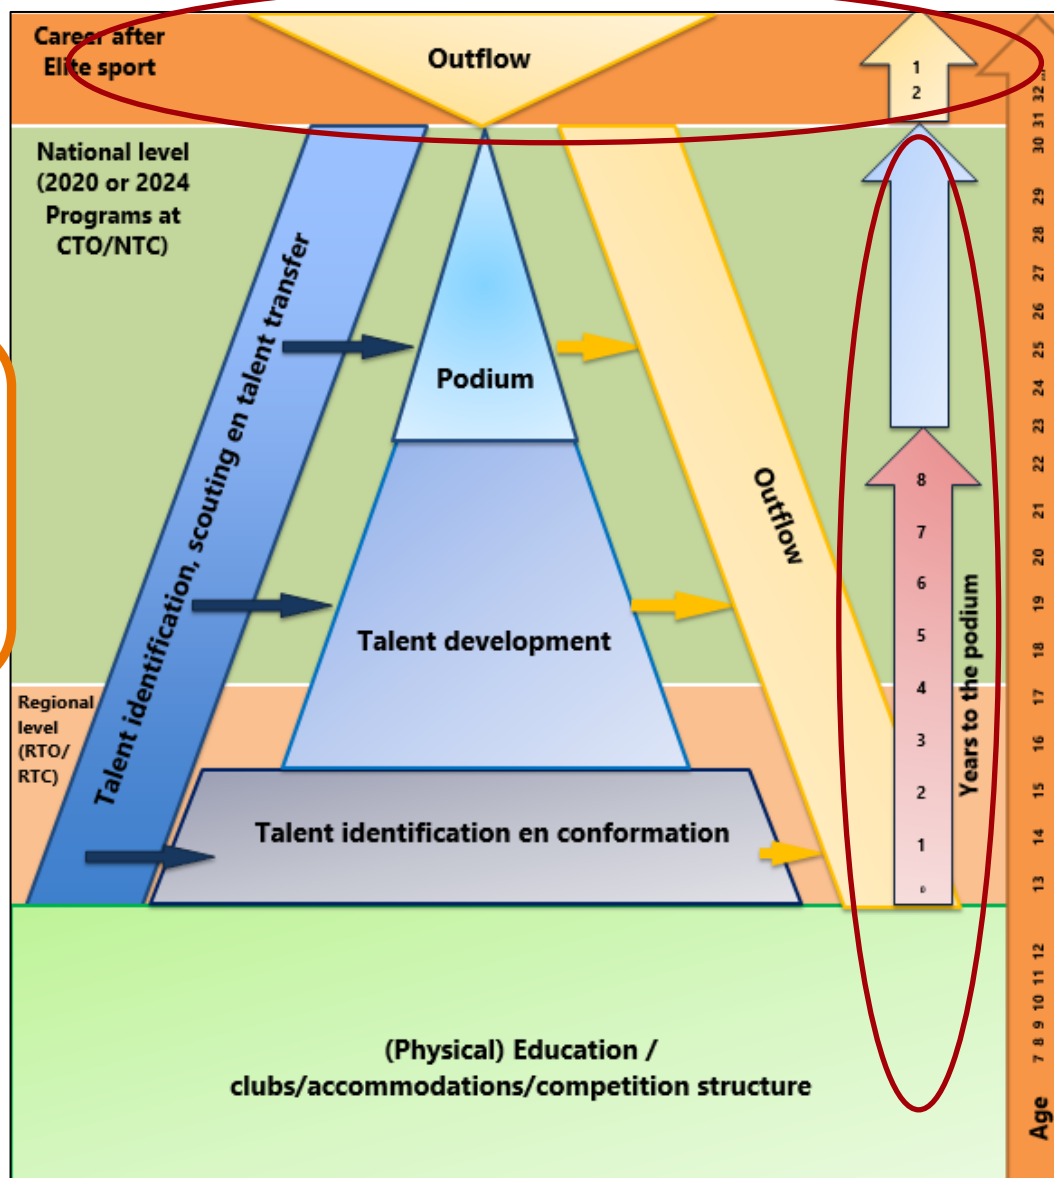 Career after
Elite sport
Outflow
1
2
National level
(2020 or 2024
Programs at
CTO/NTC)
Talent identification, scouting en talent transfer
Podium
Outflow
Talent development
Regional
level
(RTO/
RTC)
Talent identification en conformation
8
7
6
5
4
3
2
1
0
Years to the podium
(Physical) Education /
clubs/accommodations/competition structure
32
31
30
29
28
27
26
25
24
23
22
21
20
19
18
17
16
15
14
13
12
11
10
9
8
7
Age